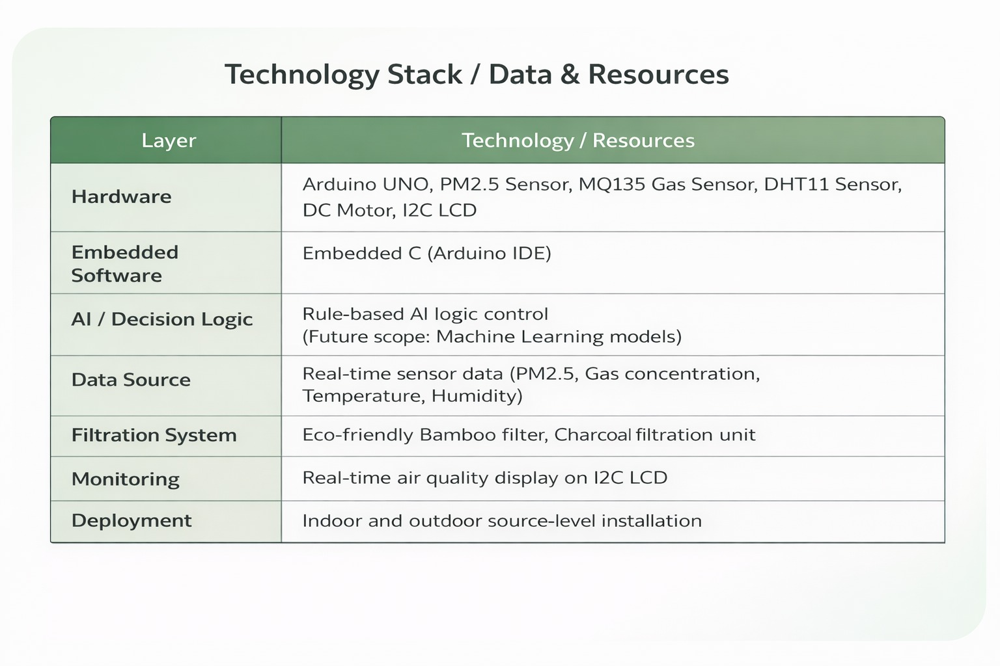 Technology Stack / Data & Resources
Layer
Technology / Resources
Hardware
Arduino UNO, PM2.5 Sensor, MQ135 Gas Sensor, DHT11 Sensor,
DC Motor, I2C LCD
Embedded
Software
Embedded C (Arduino IDE)
AI / Decision Logic
Rule-based AI logic control
(Future scope: Machine Learning models)
Data Source
Real-time sensor data (PM2.5, Gas concentration,
Temperature, Humidity)
Filtration System
Eco-friendly Bamboo filter, Charcoal filtration unit
Monitoring
Real-time air quality display on I2C LCD
Deployment
Indoor and outdoor source-level installation